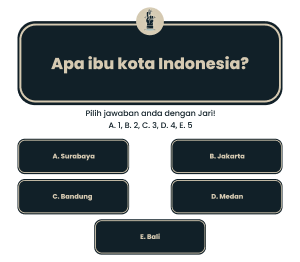 Apa ibu kota Indonesia?
Pilih jawaban anda dengan Jari!
A. 1, B. 2, C. 3, D. 4, E. 5
A. Surabaya
B. Jakarta
C. Bandung
D. Medan
E. Bali